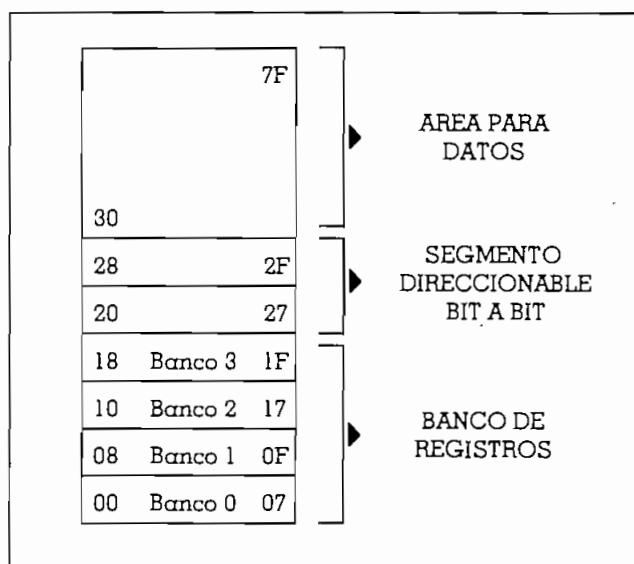 7F
AREA PARA
DATOS
30
28 2F
SEGMENTO
DIRECCIONABLE
BIT A BIT
20 27
18 Banco 3 1F
10 Banco 2 17
BANCO DE
REGISTROS
08 Banco 1 0F
00 Banco 0 07